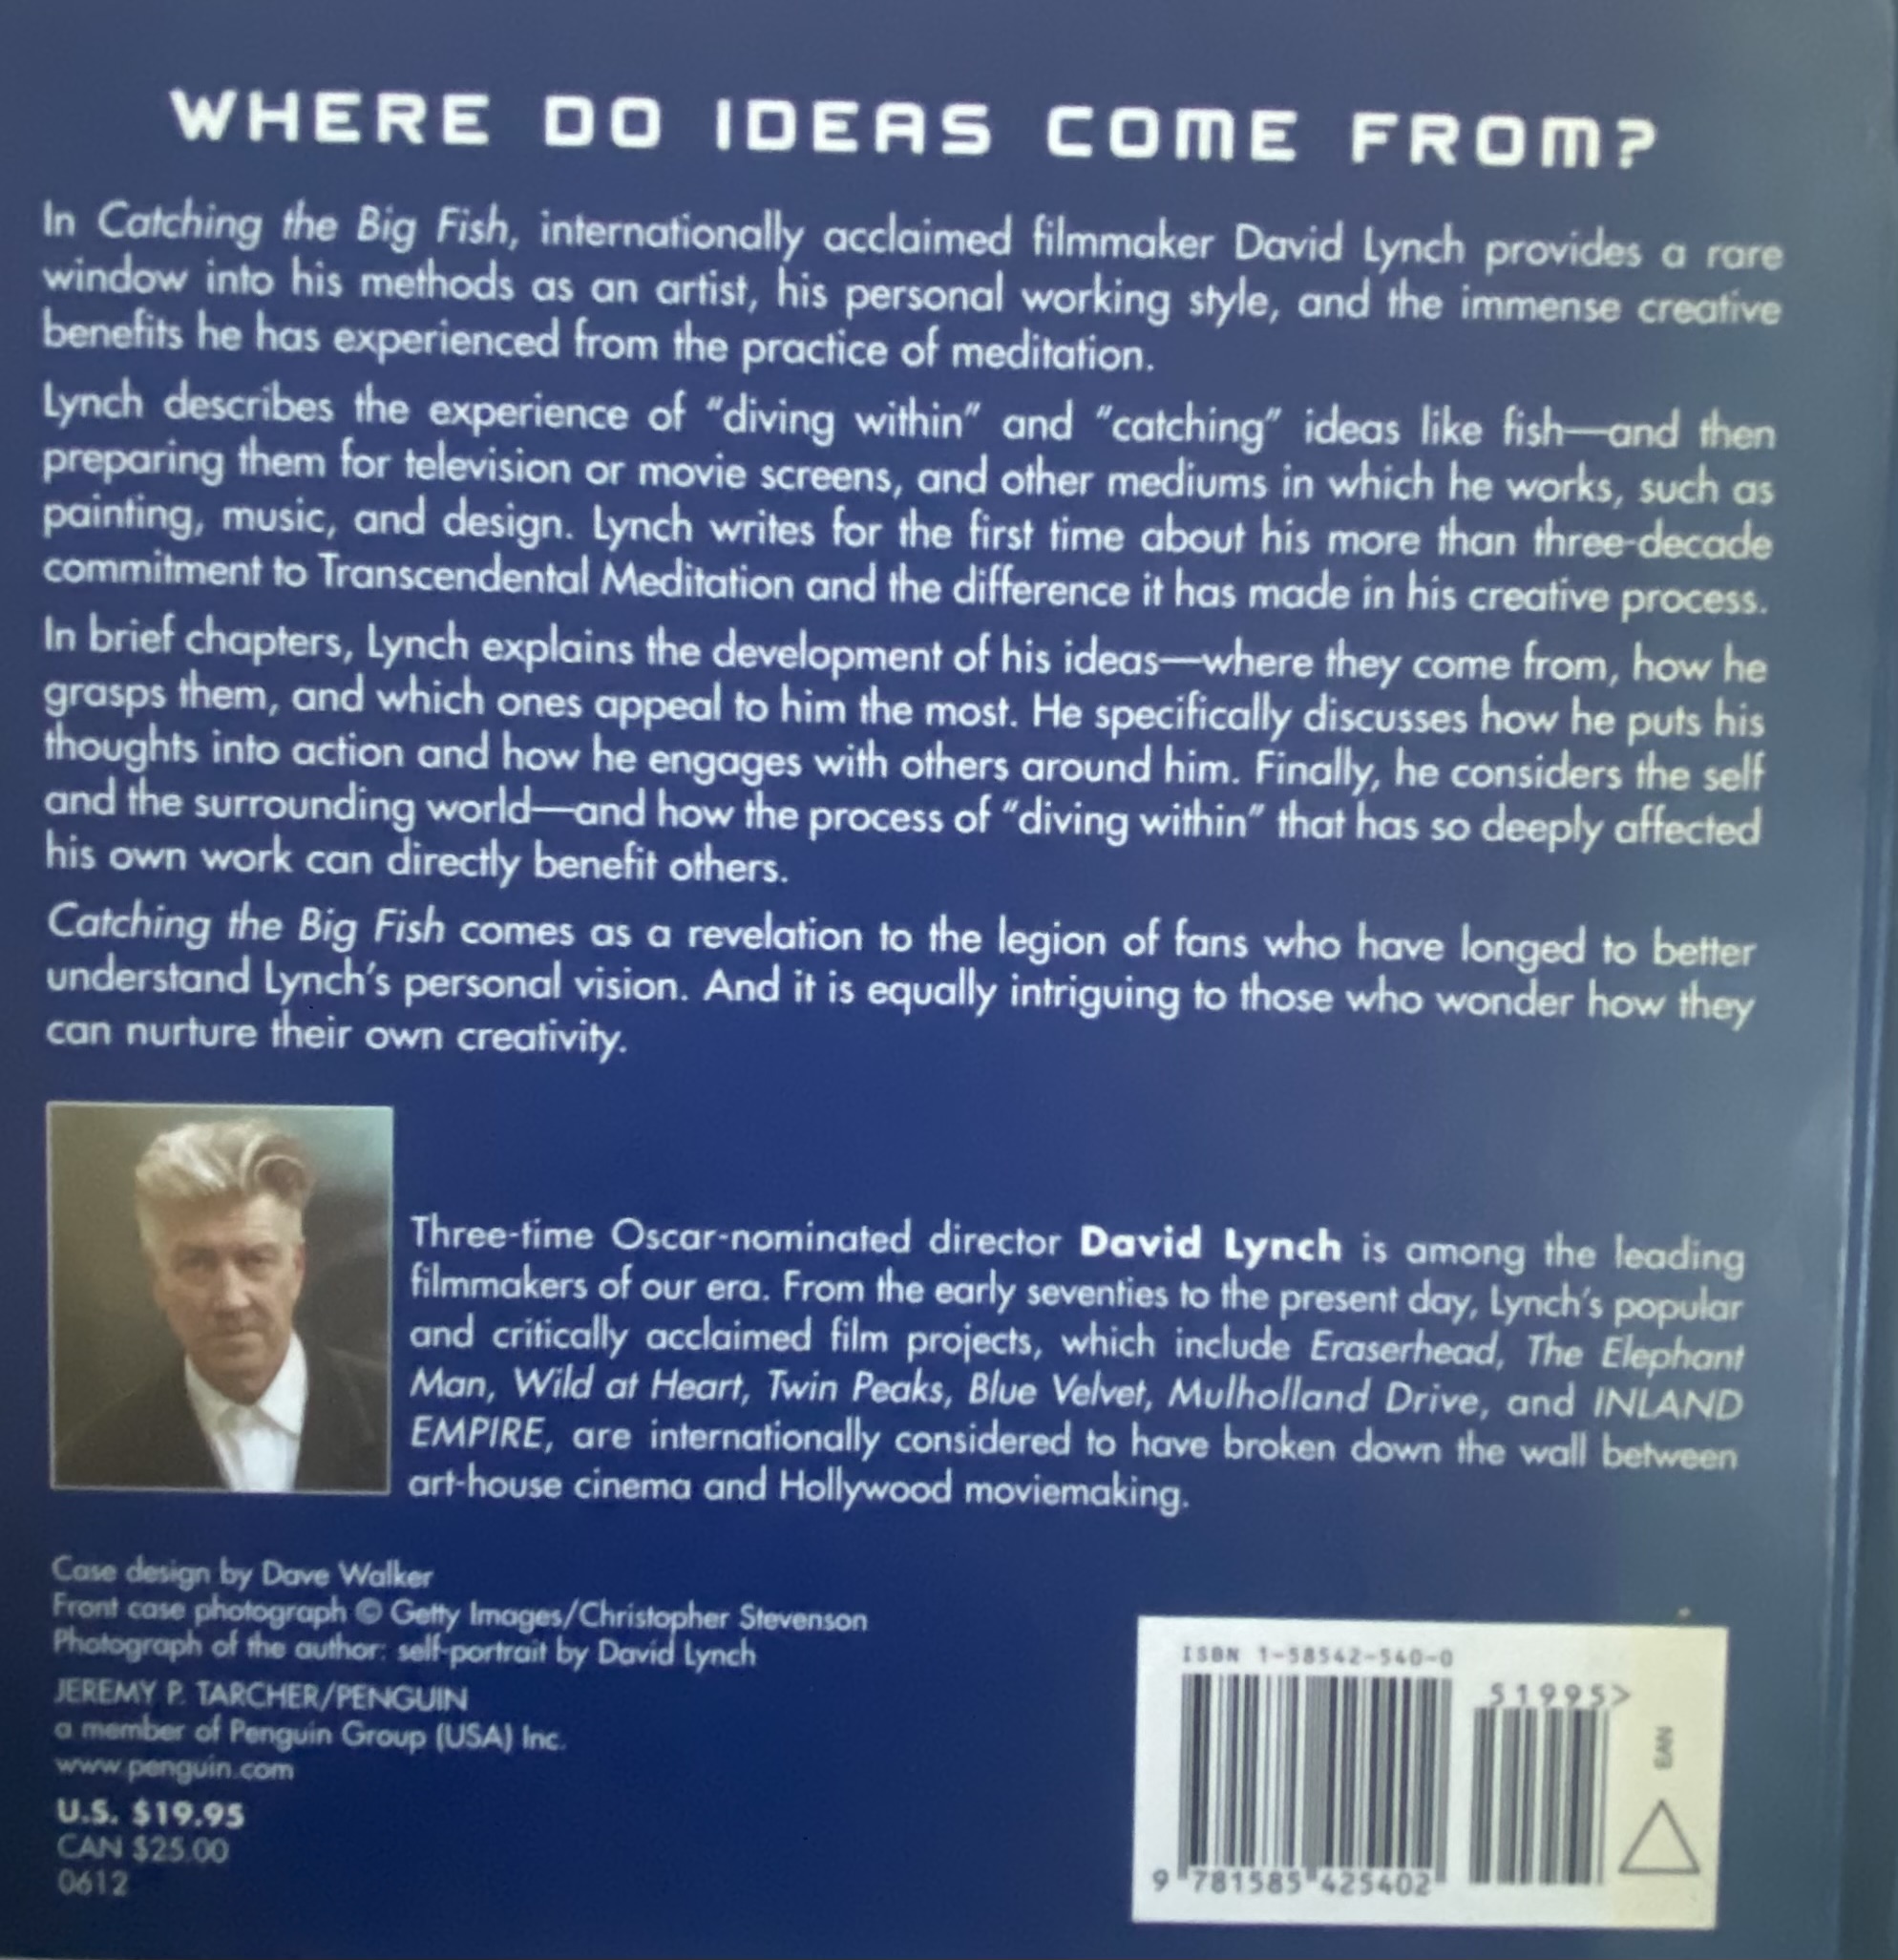 WHERE DO IDEAS COME FROM?
In Catching the Big Fish, internationally acclaimed filmmaker David Lynch provides a rare
window into his methods as an artist, his personal working style, and the immense creative
benefits he has experienced from the practice of meditation.
Lynch describes the experience of "diving within" and "catching" ideas like fish—and then
preparing them for television or movie screens, and other mediums in which he works, such as
painting, music, and design. Lynch writes for the first time about his more than three-decade
commitment to Transcendental Meditation and the difference it has made in his creative process.
In brief chapters, Lynch explains the development of his ideas—where they come from, how he
grasps them, and which ones appeal to him the most. He specifically discusses how he puts his
thoughts into action and how he engages with others around him. Finally, he considers the self
and the surrounding world—and how the process of "diving within" that has so deeply affected
his own work can directly benefit others.
Catching the Big Fish comes as a revelation to the legion of fans who have longed to better
understand Lynch's personal vision. And it is equally intriguing to those who wonder how they
can nurture their own creativity.
Three-time Oscar-nominated director David Lynch is among the leading
filmmakers of our era. From the early seventies to the present day, Lynch's popular
and critically acclaimed film projects, which include Eraserhead, The Elephant
Man, Wild at Heart, Twin Peaks, Blue Velvet, Mulholland Drive, and INLAND
EMPIRE, are internationally considered to have broken down the wall between
art-house cinema and Hollywood moviemaking.
Case design by Dave Walker
Front case photograph © Getty Images/Christopher Stevenson
Photograph of the author: self-portrait by David Lynch
JEREMY P. TARCHER/PENGUIN
a member of Penguin Group (USA) Inc.
www.penguin.com
U.S. $19.95
CAN $25.00
0612
ISBN 1-58542-540-0
51995>
EAN
9 781585 425402